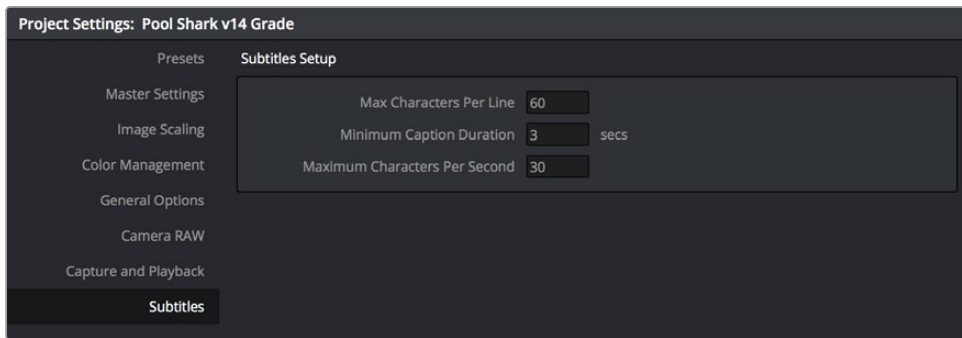 Project Settings: Pool Shark v14 Grade
Presets
Master Settings
Image Scaling
Color Management
General Options
Camera RAW
Capture and Playback
Subtitles
Subtitles Setup
Max Characters Per Line 60
Minimum Caption Duration 3 secs
Maximum Characters Per Second 30